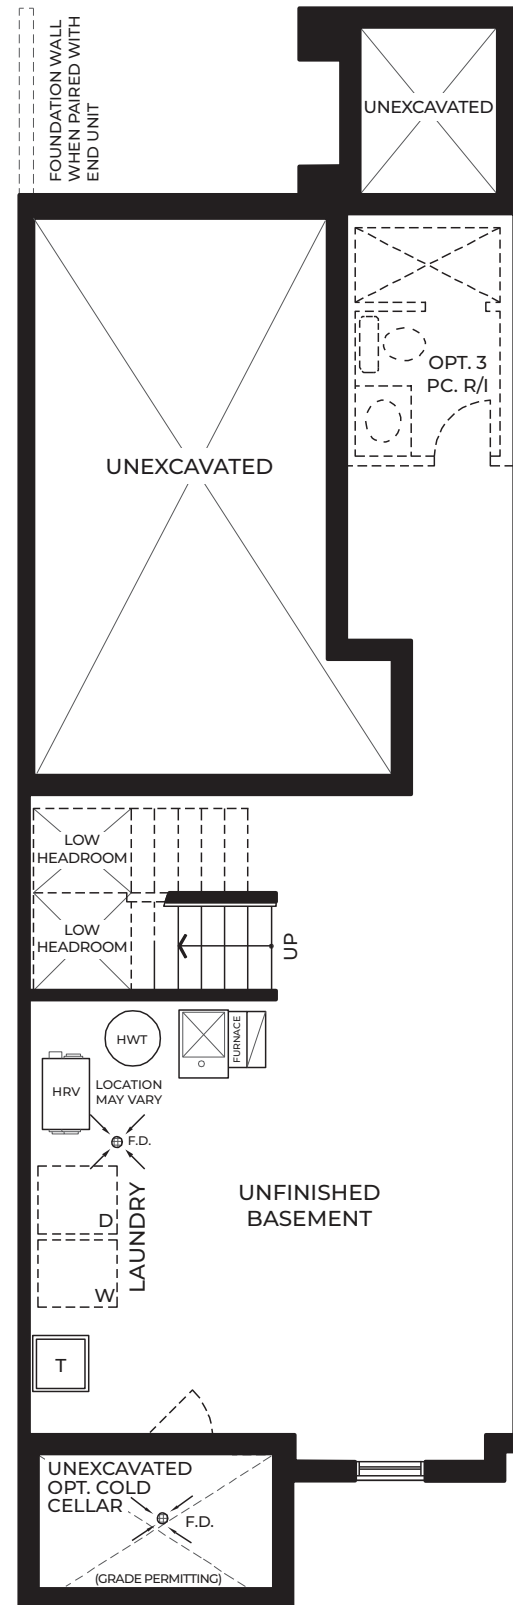 FOUNDATION WALL
WHEN PAIRED WITH
END UNIT
UNEXCAVATED
OPT. 3
PC. R/I
UNEXCAVATED
LOW
HEADROOM
LOW
HEADROOM
UP
HWT
FURNACE
HRV
LOCATION
MAY VARY
F.D.
UNFINISHED
BASEMENT
LAUNDRY
D
W
T
UNEXCAVATED
OPT. COLD
CELLAR
F.D.
(GRADE PERMITTING)